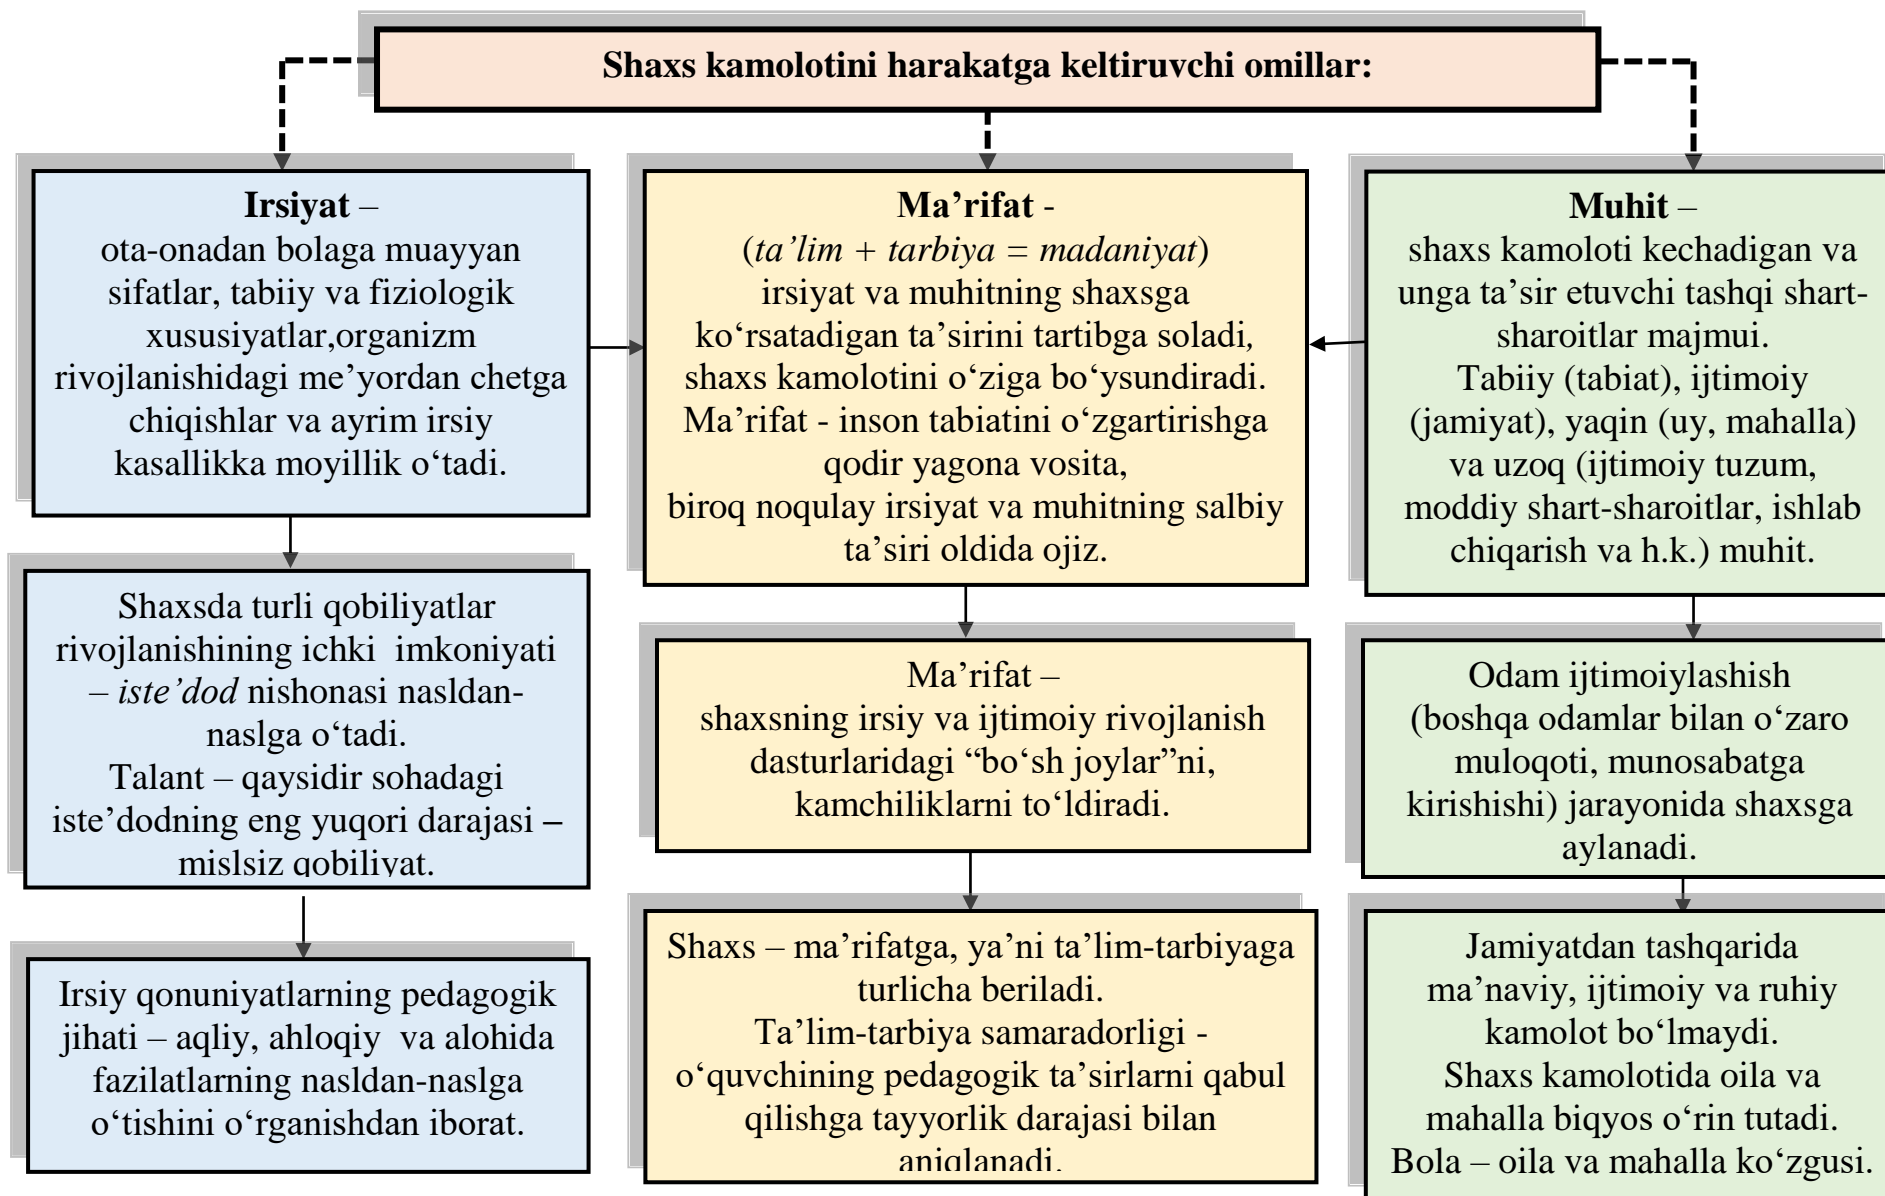 Shaxs kamolotini harakatga keltiruvchi omillar:
Irsiyat –
ota-onadan bolaga muayyan
sifatlar, tabiiy va fiziologik
xususiyatlar,organizm
rivojlanishidagi me’yordan chetga
chiqishlar va ayrim irsiy
kasallikka moyillik o‘tadi.
Shaxsda turli qobiliyatlar
rivojlanishining ichki  imkoniyati
– iste’dod nishonasi nasldan-
naslga o‘tadi.
Talant – qaysidir sohadagi
iste’dodning eng yuqori darajasi –
mislsiz qobiliyat.
Irsiy qonuniyatlarning pedagogik
jihati – aqliy, ahloqiy  va alohida
fazilatlarning nasldan-naslga
o‘tishini o‘rganishdan iborat.
Ma’rifat -
(ta’lim + tarbiya = madaniyat)
irsiyat va muhitning shaxsga
ko‘rsatadigan ta’sirini tartibga soladi,
shaxs kamolotini o‘ziga bo‘ysundiradi.
Ma’rifat - inson tabiatini o‘zgartirishga
qodir yagona vosita,
biroq noqulay irsiyat va muhitning salbiy
ta’siri oldida ojiz.
Ma’rifat –
shaxsning irsiy va ijtimoiy rivojlanish
dasturlaridagi “bo‘sh joylar”ni,
kamchiliklarni to‘ldiradi.
Shaxs – ma’rifatga, ya’ni ta’lim-tarbiyaga
turlicha beriladi.
Ta’lim-tarbiya samaradorligi -
o‘quvchining pedagogik ta’sirlarni qabul
qilishga tayyorlik darajasi bilan
aniqlanadi.
Muhit –
shaxs kamoloti kechadigan va
unga ta’sir etuvchi tashqi shart-
sharoitlar majmui.
Tabiiy (tabiat), ijtimoiy
(jamiyat), yaqin (uy, mahalla)
va uzoq (ijtimoiy tuzum,
moddiy shart-sharoitlar, ishlab
chiqarish va h.k.) muhit.
Odam ijtimoiylashish
(boshqa odamlar bilan o‘zaro
muloqoti, munosabatga
kirishishi) jarayonida shaxsga
aylanadi.
Jamiyatdan tashqarida
ma’naviy, ijtimoiy va ruhiy
kamolot bo‘lmaydi.
Shaxs kamolotida oila va
mahalla biqyos o‘rin tutadi.
Bola – oila va mahalla ko‘zgusi.